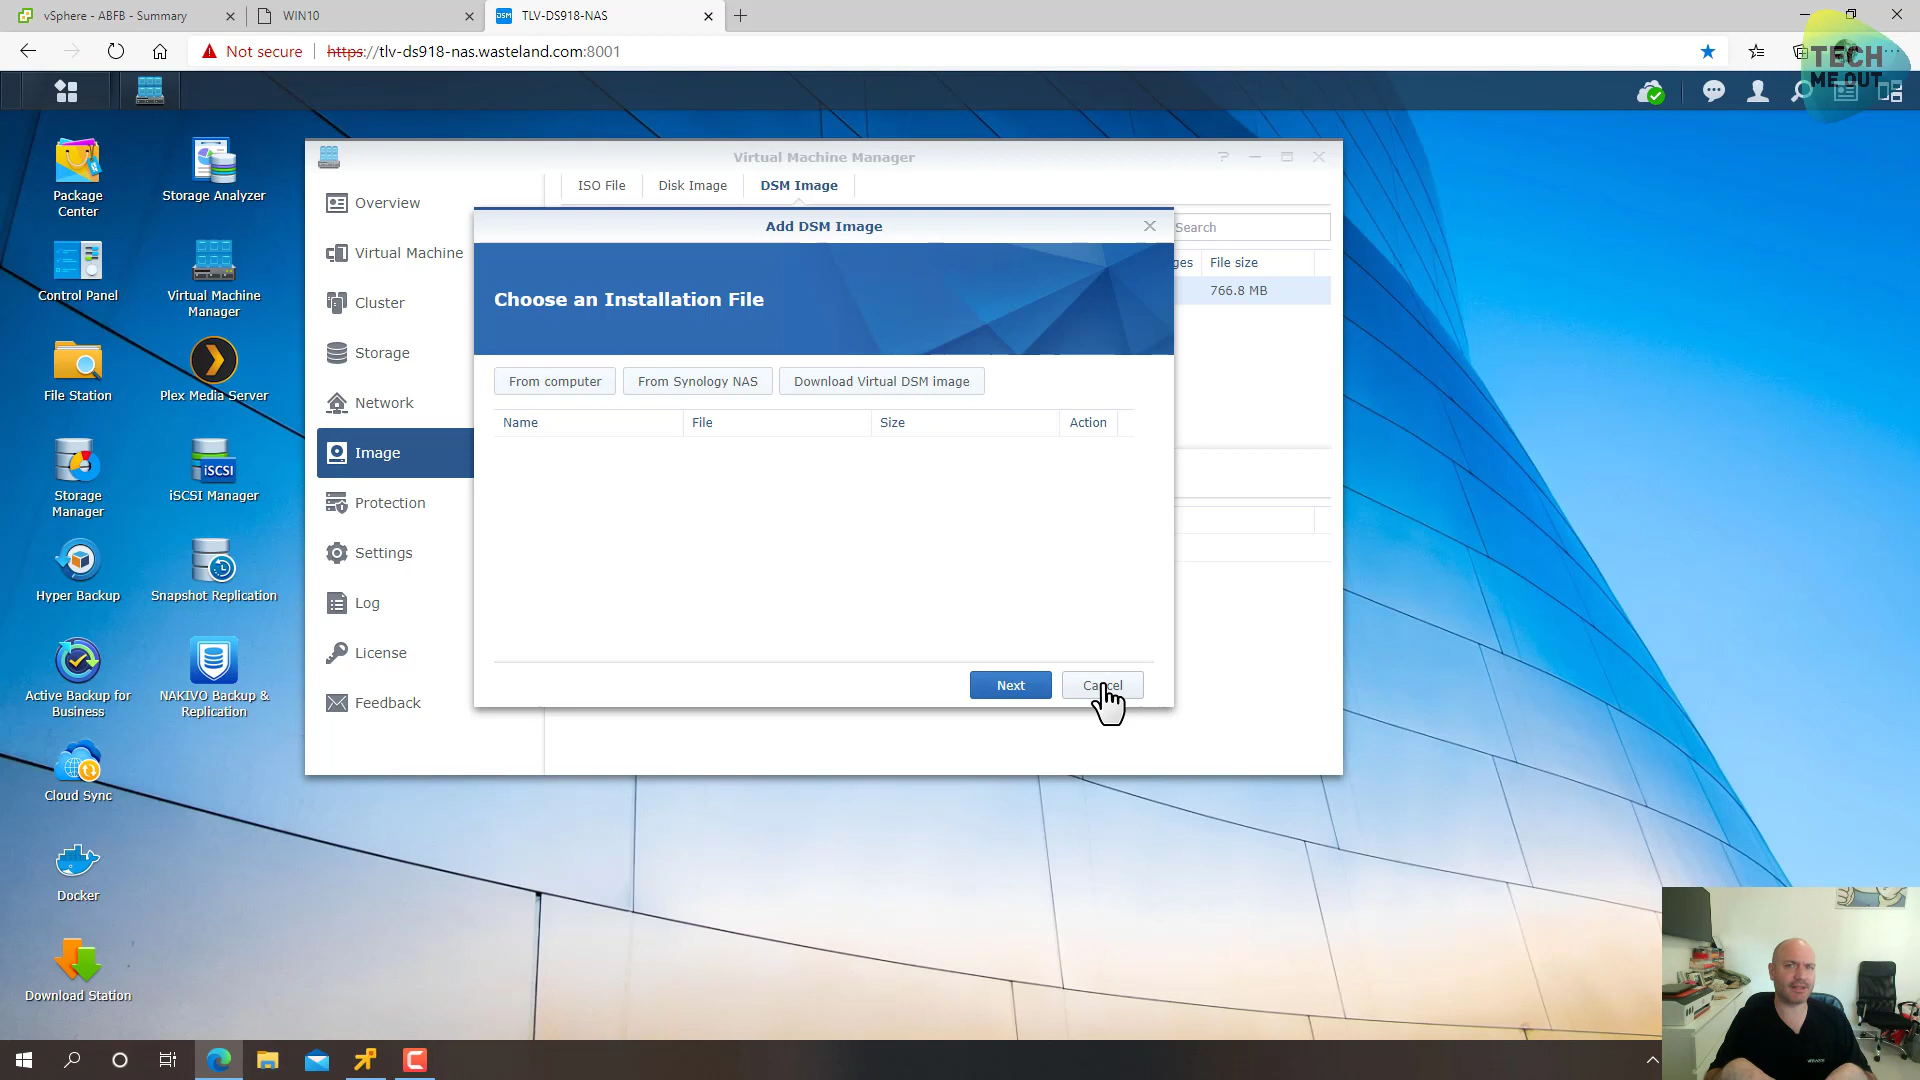 vSphere - ABFB - Summary
WIN10
DSM
TLV-DS918-NAS
Not secure
https://tlv-ds918-nas.wasteland.com:8001
TECH
ME OUT
Package
Center
Storage Analyzer
Control Panel
Virtual Machine
Manager
File Station
Plex Media Server
Storage
Manager
iSCSI
iSCSI Manager
Hyper Backup
Snapshot Replication
Active Backup for
Business
NAKIVO Backup &
Replication
Cloud Sync
Docker
Download Station
Virtual Machine Manager
Overview
Virtual Machine
Cluster
Storage
Network
Image
Protection
Settings
Log
License
Feedback
ISO File
Disk Image
DSM Image
Search
ges
File size
766.8 MB
Add DSM Image
Choose an Installation File
From computer
From Synology NAS
Download Virtual DSM image
Name
File
Size
Action
Next
Cancel